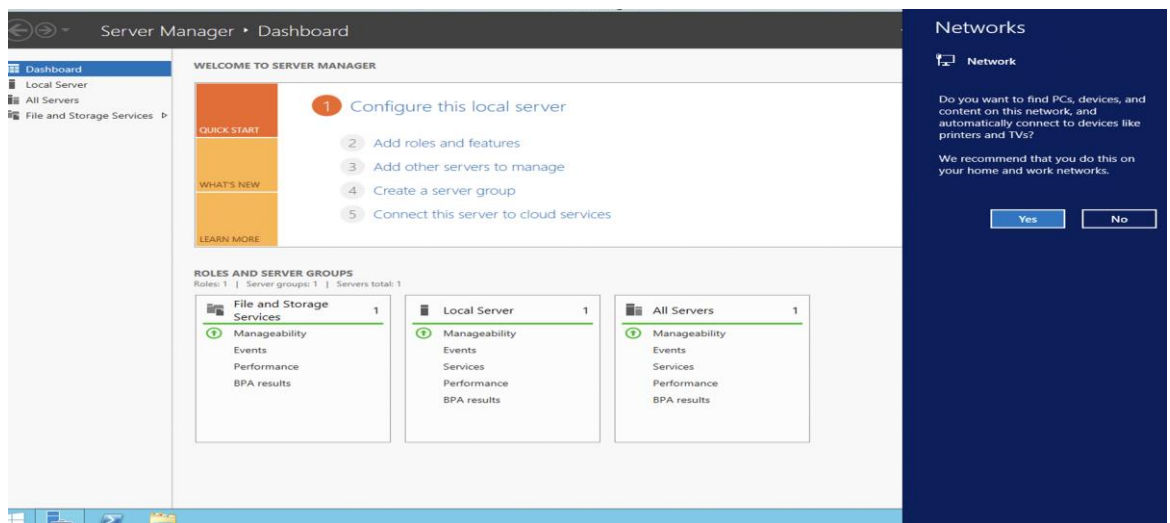 Server Manager • Dashboard
Dashboard
Local Server
All Servers
File and Storage Services
WELCOME TO SERVER MANAGER
QUICK START
WHAT'S NEW
LEARN MORE
1 Configure this local server
2 Add roles and features
3 Add other servers to manage
4 Create a server group
5 Connect this server to cloud services
ROLES AND SERVER GROUPS
Roles: 1 | Server groups: 1 | Servers total: 1
File and Storage
Services 1
Manageability
Events
Performance
BPA results
Local Server 1
Manageability
Events
Services
Performance
BPA results
All Servers 1
Manageability
Events
Services
Performance
BPA results
Networks
Network
Do you want to find PCs, devices, and
content on this network, and
automatically connect to devices like
printers and TVs?
We recommend that you do this on
your home and work networks.
Yes No